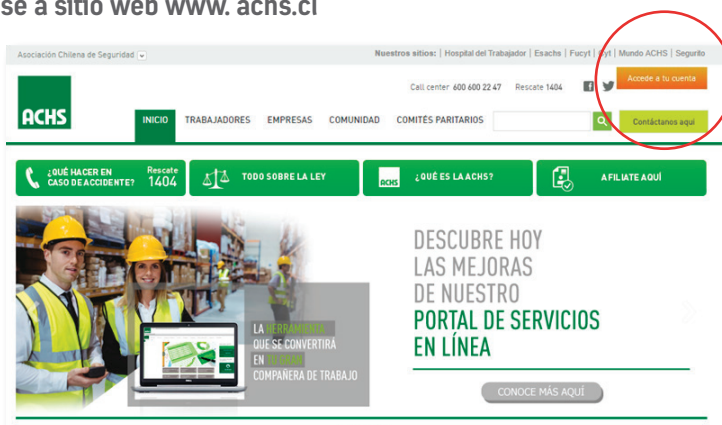 se a sitio web www. achs.cl
Asociación Chilena de Seguridad
Nuestros sitios: | Hospital del Trabajador | Esachs | Fucyt | Cyt | Mundo ACHS | Segurito
Call center 600 600 22 47 Rescate 1404
Accede a tu cuenta
ACHS
INICIO TRABAJADORES EMPRESAS COMUNIDAD COMITÉS PARITARIOS
Contáctanos aquí
¿QUÉ HACER EN
CASO DE ACCIDENTE?
Rescate
1404
TODO SOBRE LA LEY
ACHS
¿QUÉ ES LA ACHS?
AFILIATE AQUÍ
LA HERRAMIENTA
QUE SE CONVERTIRÁ
EN TU GRAN
COMPAÑERA DE TRABAJO
DESCUBRE HOY
LAS MEJORAS
DE NUESTRO
PORTAL DE SERVICIOS
EN LÍNEA
CONOCE MÁS AQUÍ